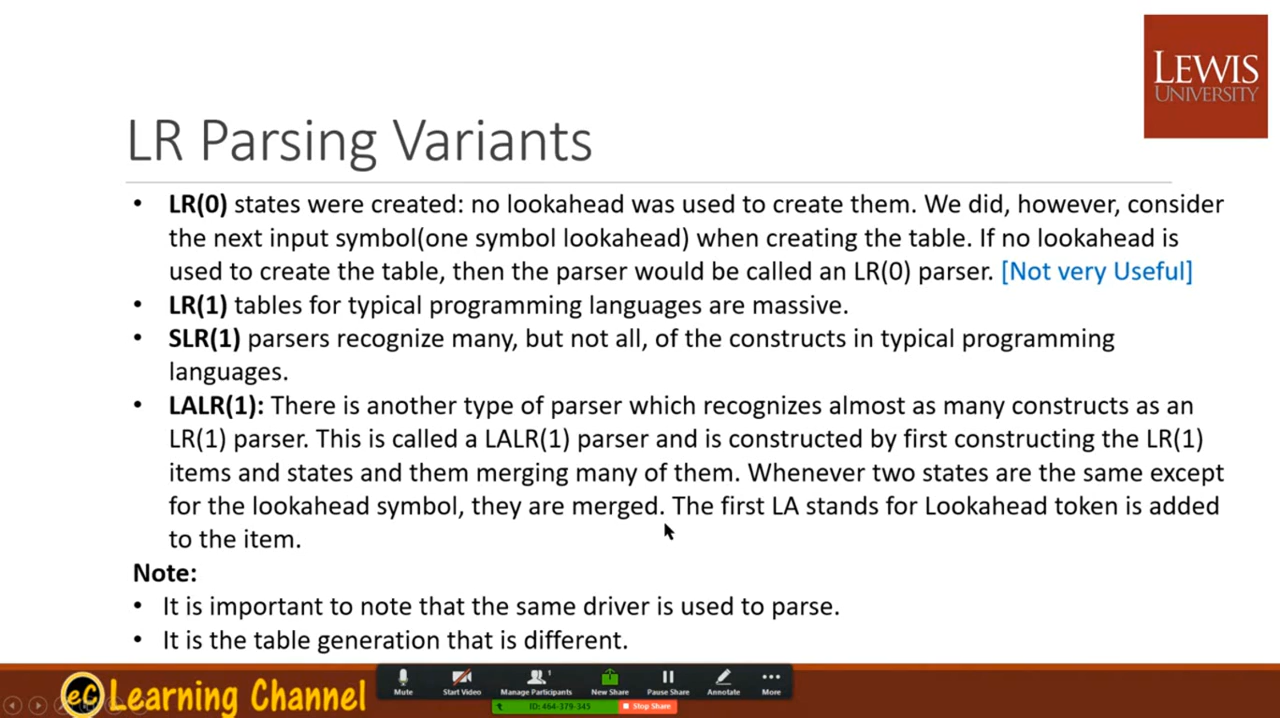 LEWIS
UNIVERSITY
LR Parsing Variants
• LR(0) states were created: no lookahead was used to create them. We did, however, consider
the next input symbol(one symbol lookahead) when creating the table. If no lookahead is
used to create the table, then the parser would be called an LR(0) parser. [Not very Useful]
• LR(1) tables for typical programming languages are massive.
• SLR(1) parsers recognize many, but not all, of the constructs in typical programming
languages.
• LALR(1): There is another type of parser which recognizes almost as many constructs as an
LR(1) parser. This is called a LALR(1) parser and is constructed by first constructing the LR(1)
items and states and them merging many of them. Whenever two states are the same except
for the lookahead symbol, they are merged. The first LA stands for Lookahead token is added
to the item.
Note:
• It is important to note that the same driver is used to parse.
• It is the table generation that is different.
eC Learning Channel
Mute Start Video Manage Participants 1 New Share Pause Share Annotate More
ID: 464-379-345 Stop Share